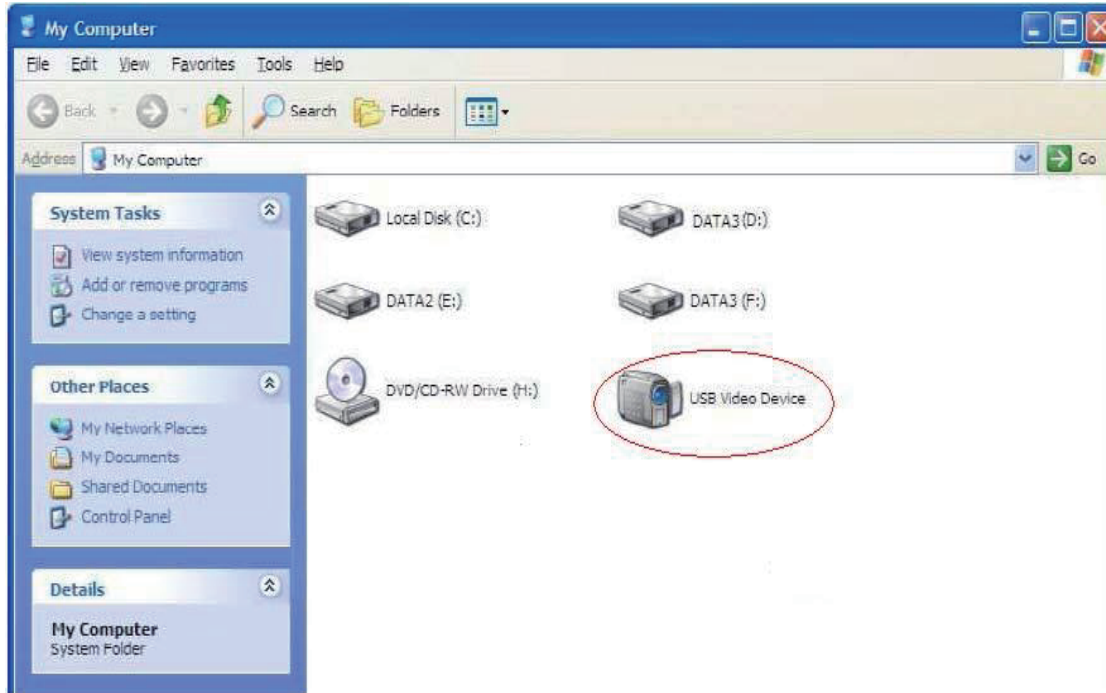 My Computer
File Edit View Favorites Tools Help
Back Search Folders
Address My Computer Go
System Tasks
View system information
Add or remove programs
Change a setting
Other Places
My Network Places
My Documents
Shared Documents
Control Panel
Details
My Computer
System Folder
Local Disk (C:) DATA3(D:)
DATA2 (E:) DATA3 (F:)
DVD/CD-RW Drive (H:) USB Video Device